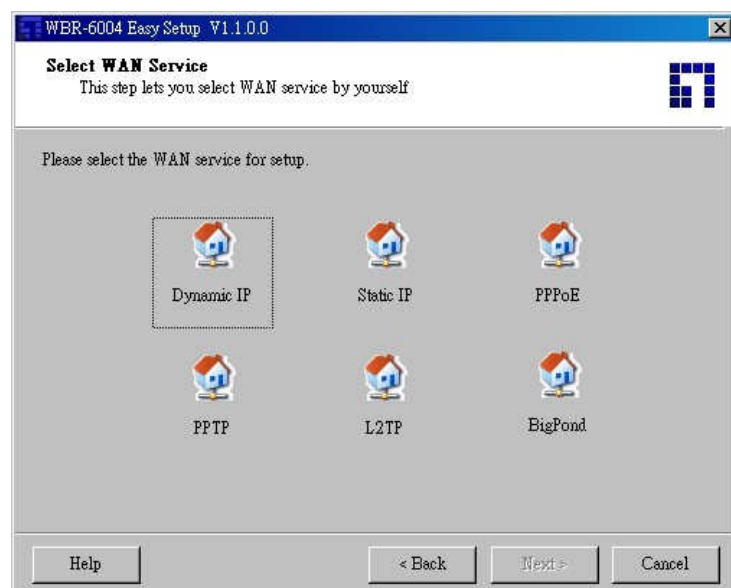 WBR-6004 Easy Setup V1.1.0.0
Select WAN Service
This step lets you select WAN service by yourself
Please select the WAN service for setup.
Dynamic IP
Static IP
PPPoE
PPTP
L2TP
BigPond
Help
< Back
Next >
Cancel